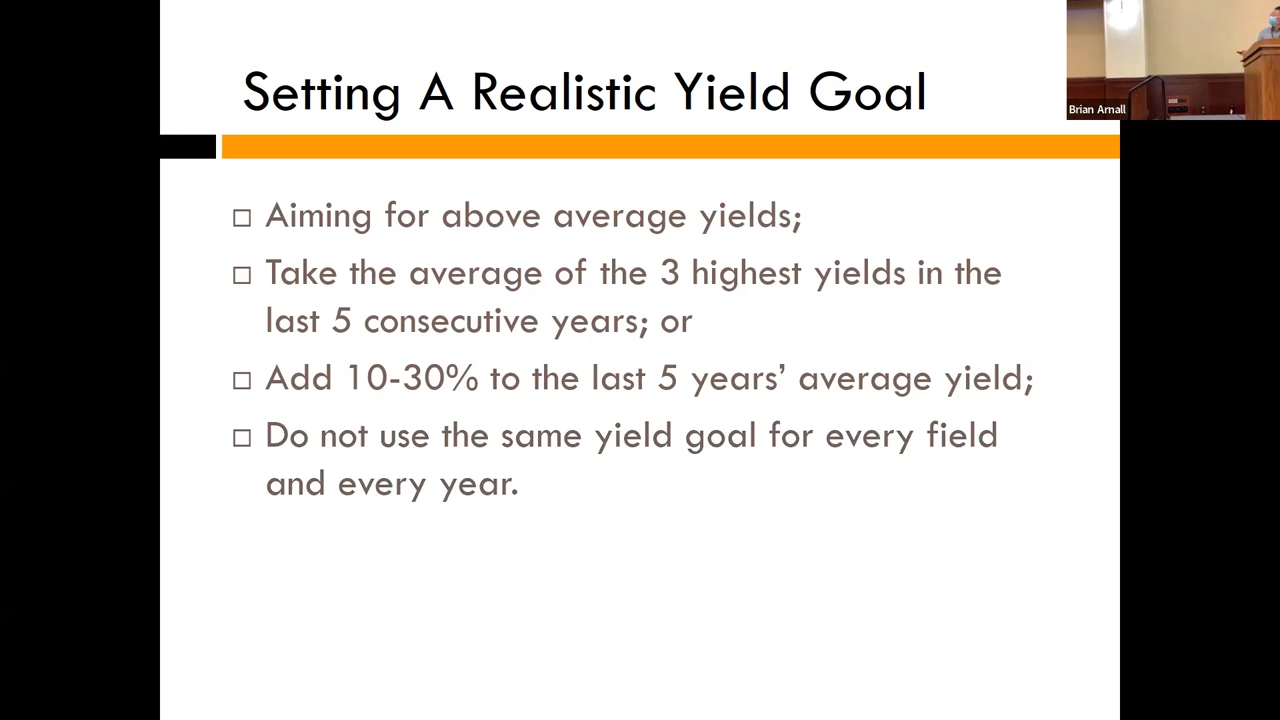 Setting A Realistic Yield Goal
Brian Arnall
Aiming for above average yields;
Take the average of the 3 highest yields in the
last 5 consecutive years; or
Add 10-30% to the last 5 years’ average yield;
Do not use the same yield goal for every field
and every year.